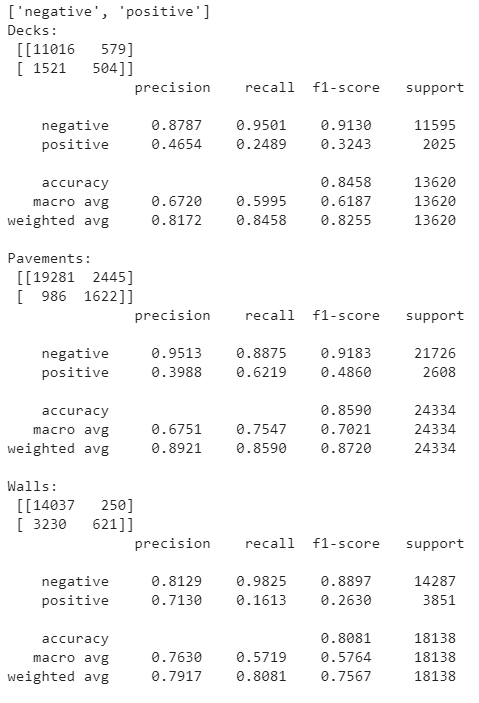 ['negative', 'positive']
Decks:
[[11016 579]
[ 1521 504]]
precision recall f1-score support
negative 0.8787 0.9501 0.9130 11595
positive 0.4654 0.2489 0.3243 2025
accuracy 0.8458 13620
macro avg 0.6720 0.5995 0.6187 13620
weighted avg 0.8172 0.8458 0.8255 13620
Pavements:
[[19281 2445]
[ 986 1622]]
precision recall f1-score support
negative 0.9513 0.8875 0.9183 21726
positive 0.3988 0.6219 0.4860 2608
accuracy 0.8590 24334
macro avg 0.6751 0.7547 0.7021 24334
weighted avg 0.8921 0.8590 0.8720 24334
Walls:
[[14037 250]
[ 3230 621]]
precision recall f1-score support
negative 0.8129 0.9825 0.8897 14287
positive 0.7130 0.1613 0.2630 3851
accuracy 0.8081 18138
macro avg 0.7630 0.5719 0.5764 18138
weighted avg 0.7917 0.8081 0.7567 18138